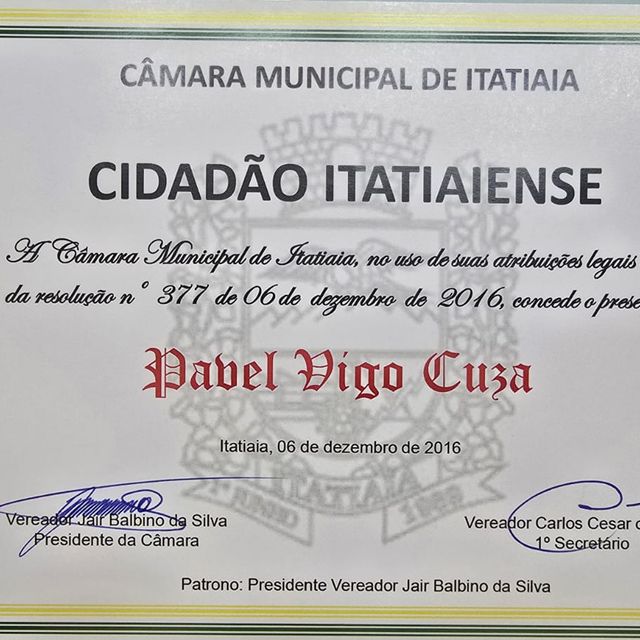 CÂMARA MUNICIPAL DE ITATIAIA
CIDADÃO ITATIAIENSE
A Câmara Municipal de Itatiaia, no uso de suas atribuições legais
da resolução nº 377 de 06 de dezembro de 2016, concede o prese
Pavel Vigo Cuza
Itatiaia, 06 de dezembro de 2016
ITATIAIA
JUNHO
Vereador Jair Balbino da Silva
Presidente da Câmara
Vereador Carlos Cesar
1º Secretário
Patrono: Presidente Vereador Jair Balbino da Silva